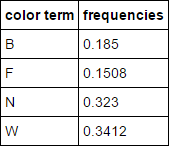 color term frequencies
B 0.185
F 0.1508
N 0.323
W 0.3412